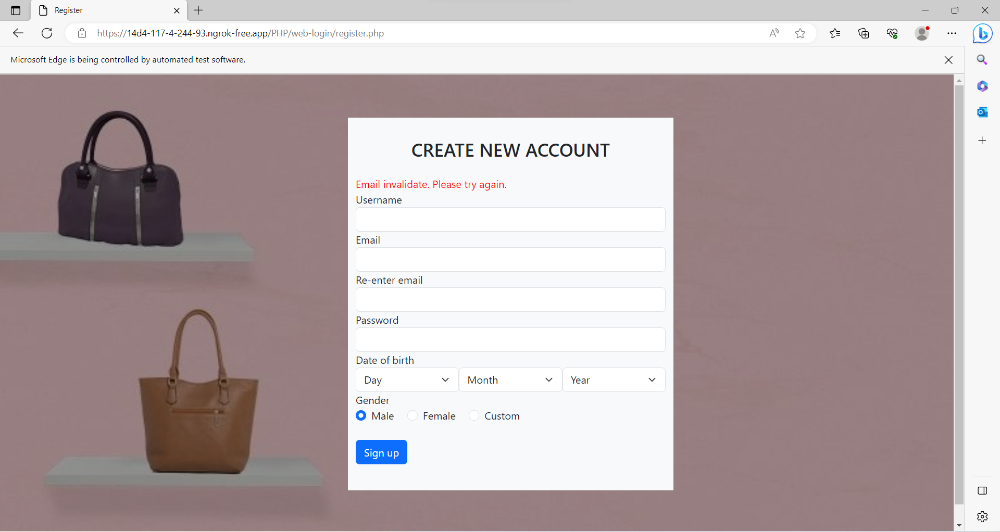 Register
https://14d4-117-4-244-93.ngrok-free.app/PHP/web-login/register.php
Microsoft Edge is being controlled by automated test software.
CREATE NEW ACCOUNT
Email invalidate. Please try again.
Username
Email
Re-enter email
Password
Date of birth
Day Month Year
Gender
Male Female Custom
Sign up